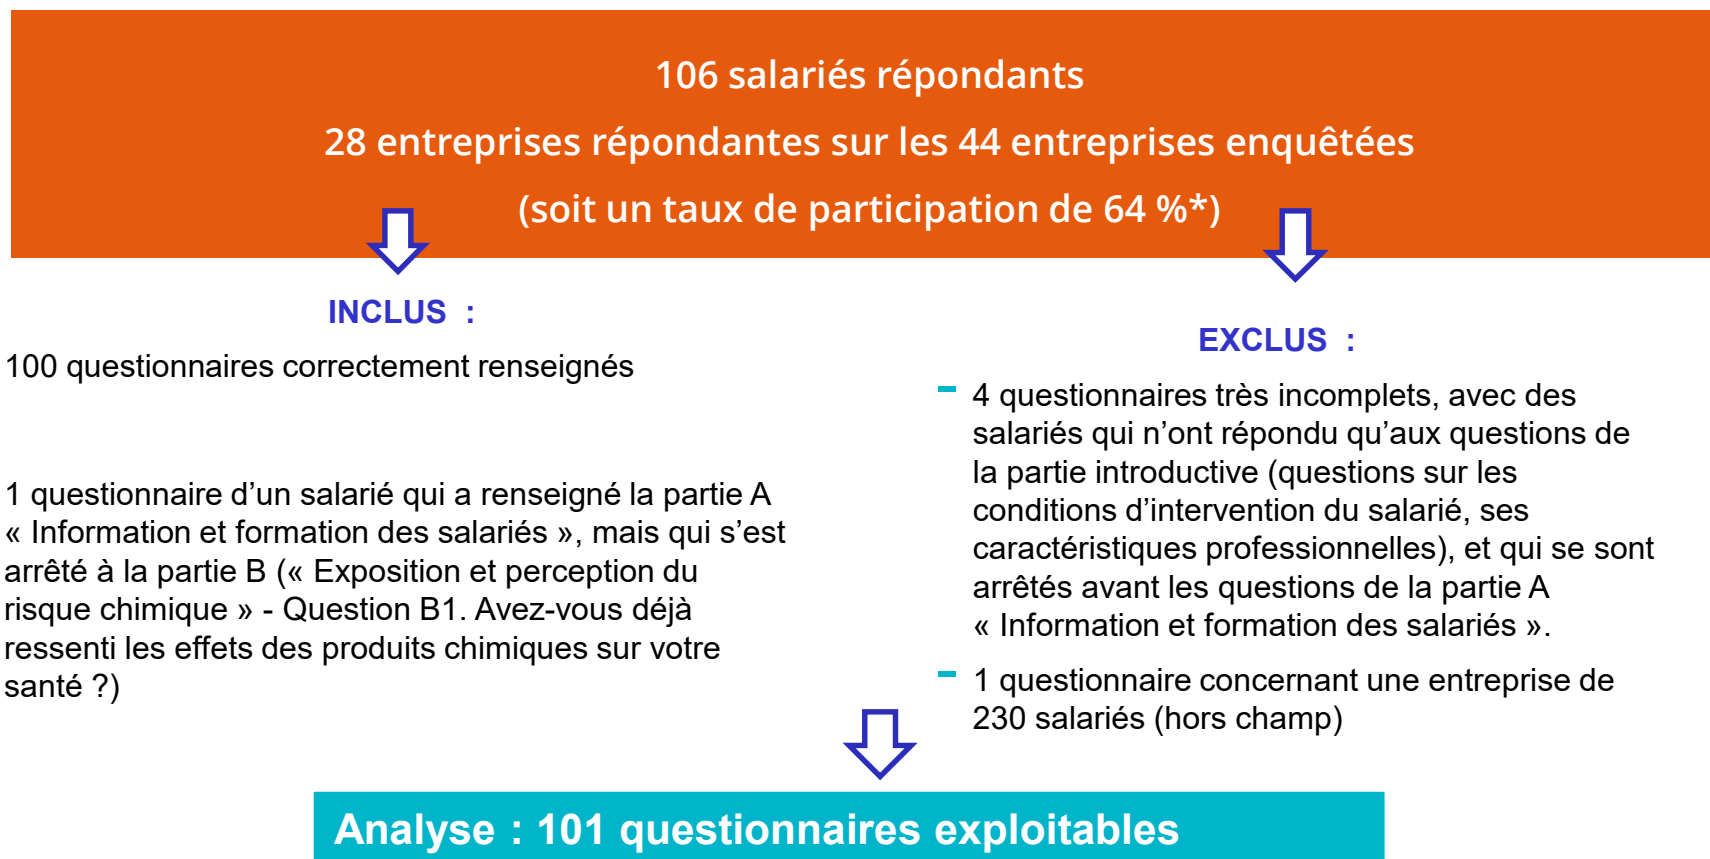 106 salariés répondants
28 entreprises répondantes sur les 44 entreprises enquêtées
(soit un taux de participation de 64 %*)
INCLUS :
100 questionnaires correctement renseignés
1 questionnaire d’un salarié qui a renseigné la partie A
« Information et formation des salariés », mais qui s’est
arrêté à la partie B (« Exposition et perception du
risque chimique » - Question B1. Avez-vous déjà
ressenti les effets des produits chimiques sur votre
santé ?)
EXCLUS :
- 4 questionnaires très incomplets, avec des
salariés qui n’ont répondu qu’aux questions de
la partie introductive (questions sur les
conditions d’intervention du salarié, ses
caractéristiques professionnelles), et qui se sont
arrêtés avant les questions de la partie A
« Information et formation des salariés ».
- 1 questionnaire concernant une entreprise de
230 salariés (hors champ)
Analyse : 101 questionnaires exploitables